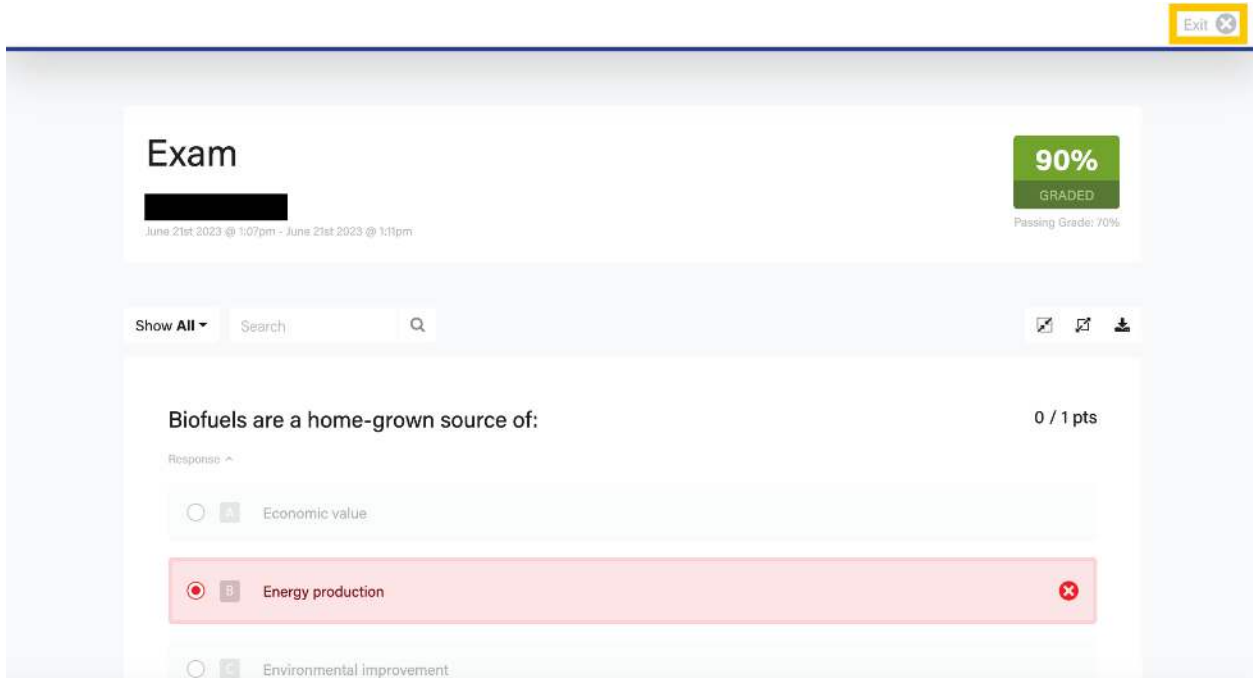 Exit
Exam
90%
GRADED
June 21st 2023 @ 1:07pm - June 21st 2023 @ 1:11pm
Passing Grade: 70%
Show All
Search
Biofuels are a home-grown source of:
0 / 1 pts
Response
A Economic value
B Energy production
C Environmental improvement